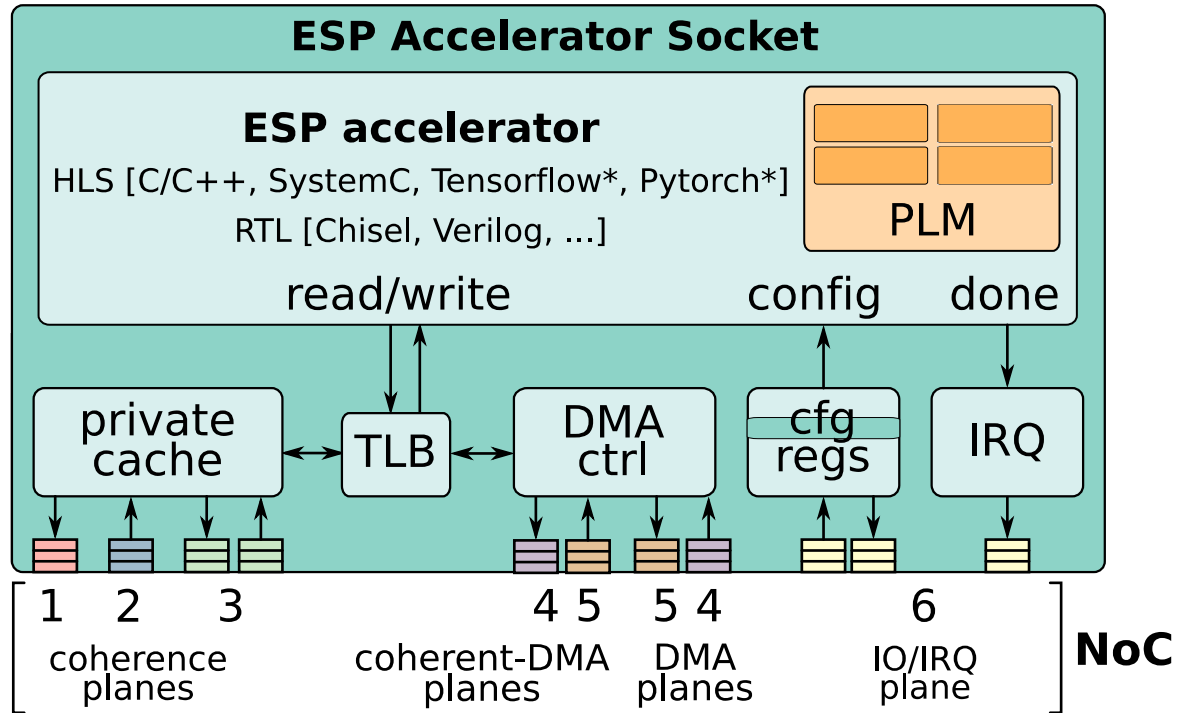 ESP Accelerator Socket
ESP accelerator
HLS [C/C++, SystemC, Tensorflow*, Pytorch*]
RTL [Chisel, Verilog, ...]
PLM
read/write
config
done
private
cache
TLB
DMA
ctrl
cfg
regs
IRQ
1
2
3
4
5
5
4
6
coherence
planes
coherent-DMA
planes
DMA
planes
IO/IRQ
plane
NoC